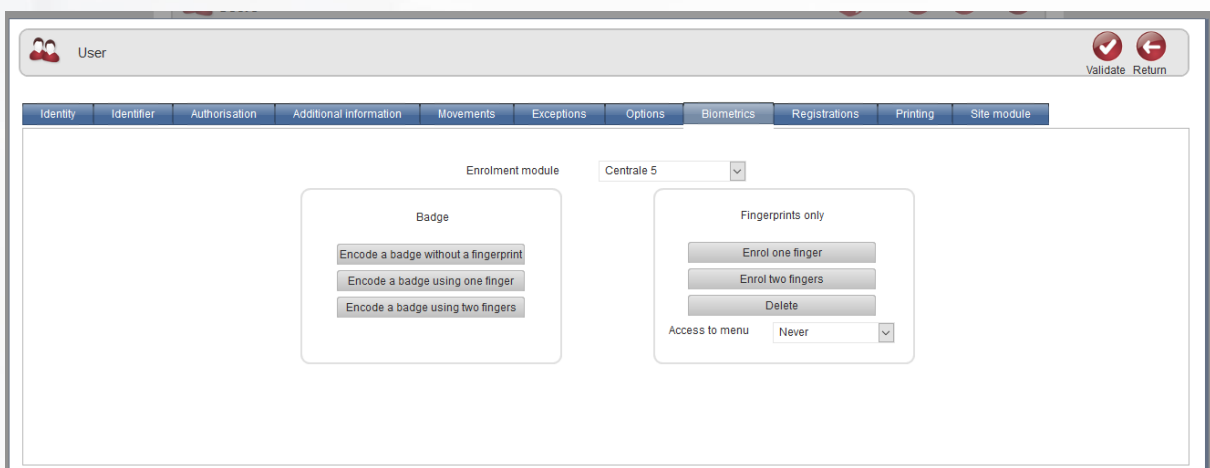 User
Validate Return
Identity Identifier Authorisation Additional information Movements Exceptions Options Biometrics Registrations Printing Site module
Enrolment module Centrale 5
Badge
Encode a badge without a fingerprint
Encode a badge using one finger
Encode a badge using two fingers
Fingerprints only
Enrol one finger
Enrol two fingers
Delete
Access to menu Never